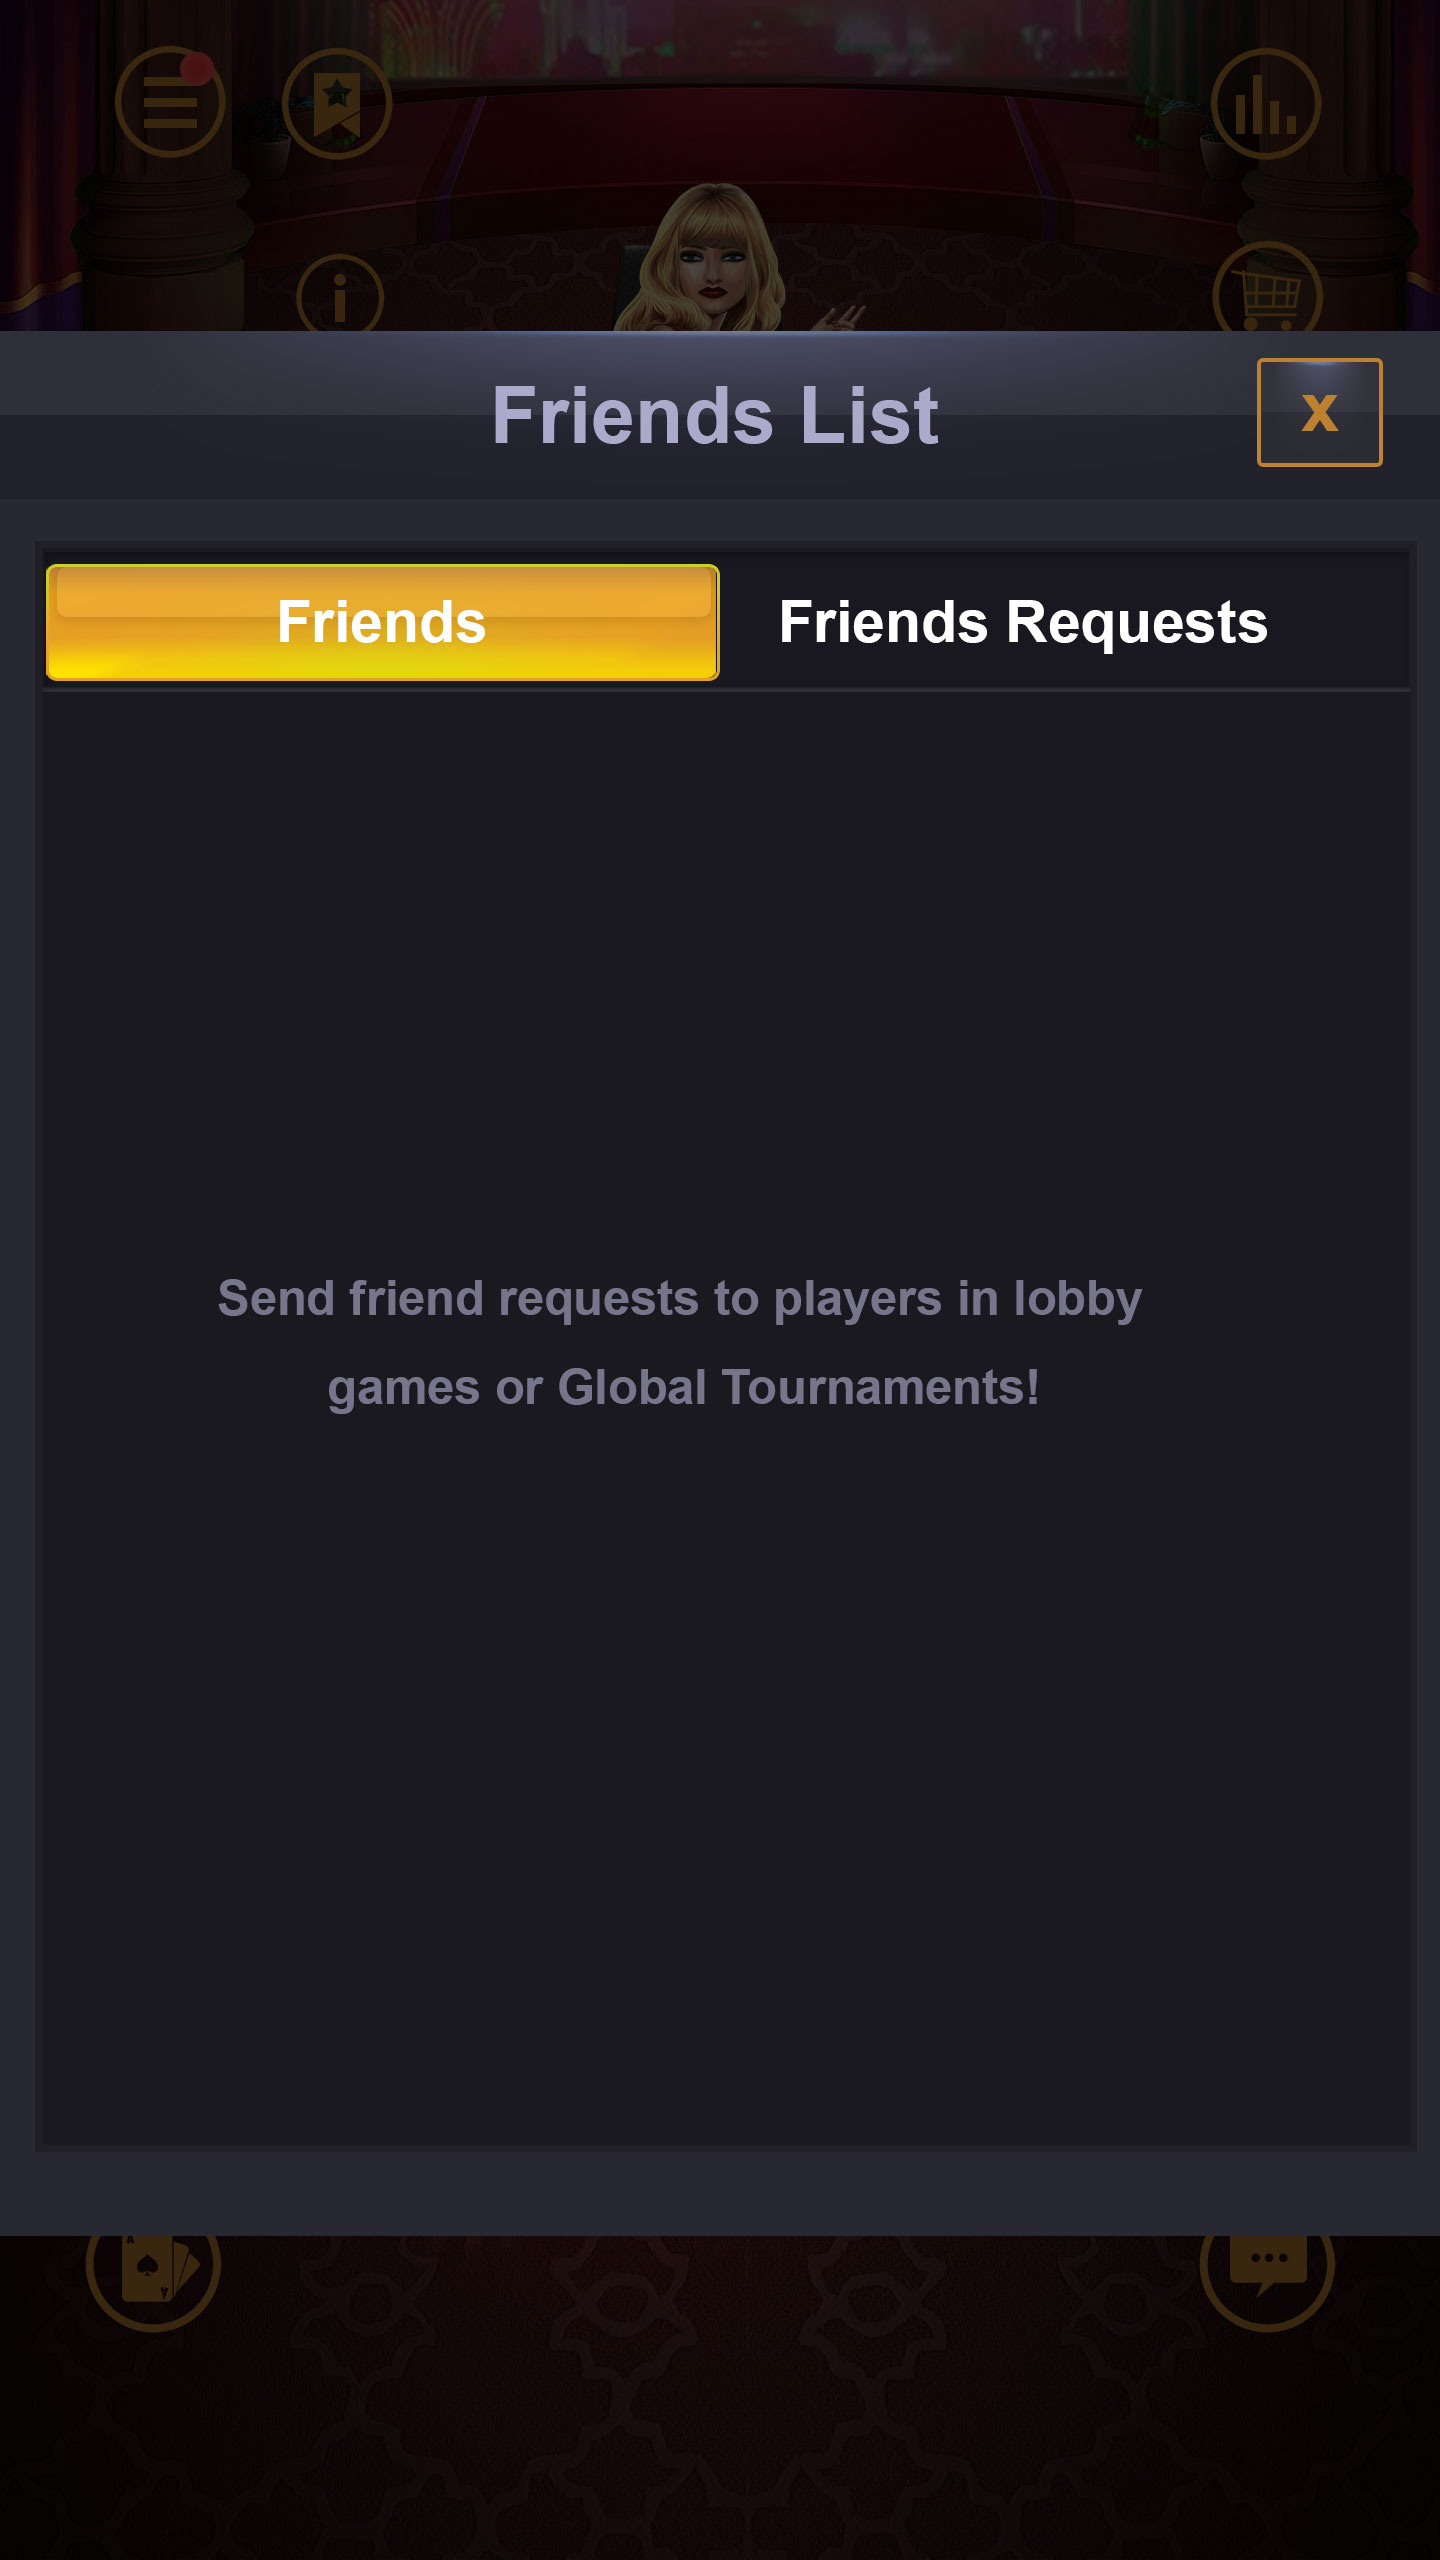 Friends List
x
Friends
Friends Requests
Send friend requests to players in lobby
games or Global Tournaments!